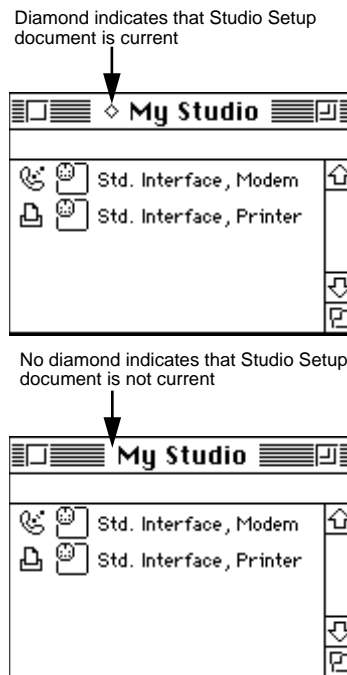 Diamond indicates that Studio Setup
document is current
◇ My Studio
Std. Interface, Modem
Std. Interface, Printer
No diamond indicates that Studio Setup
document is not current
My Studio
Std. Interface, Modem
Std. Interface, Printer